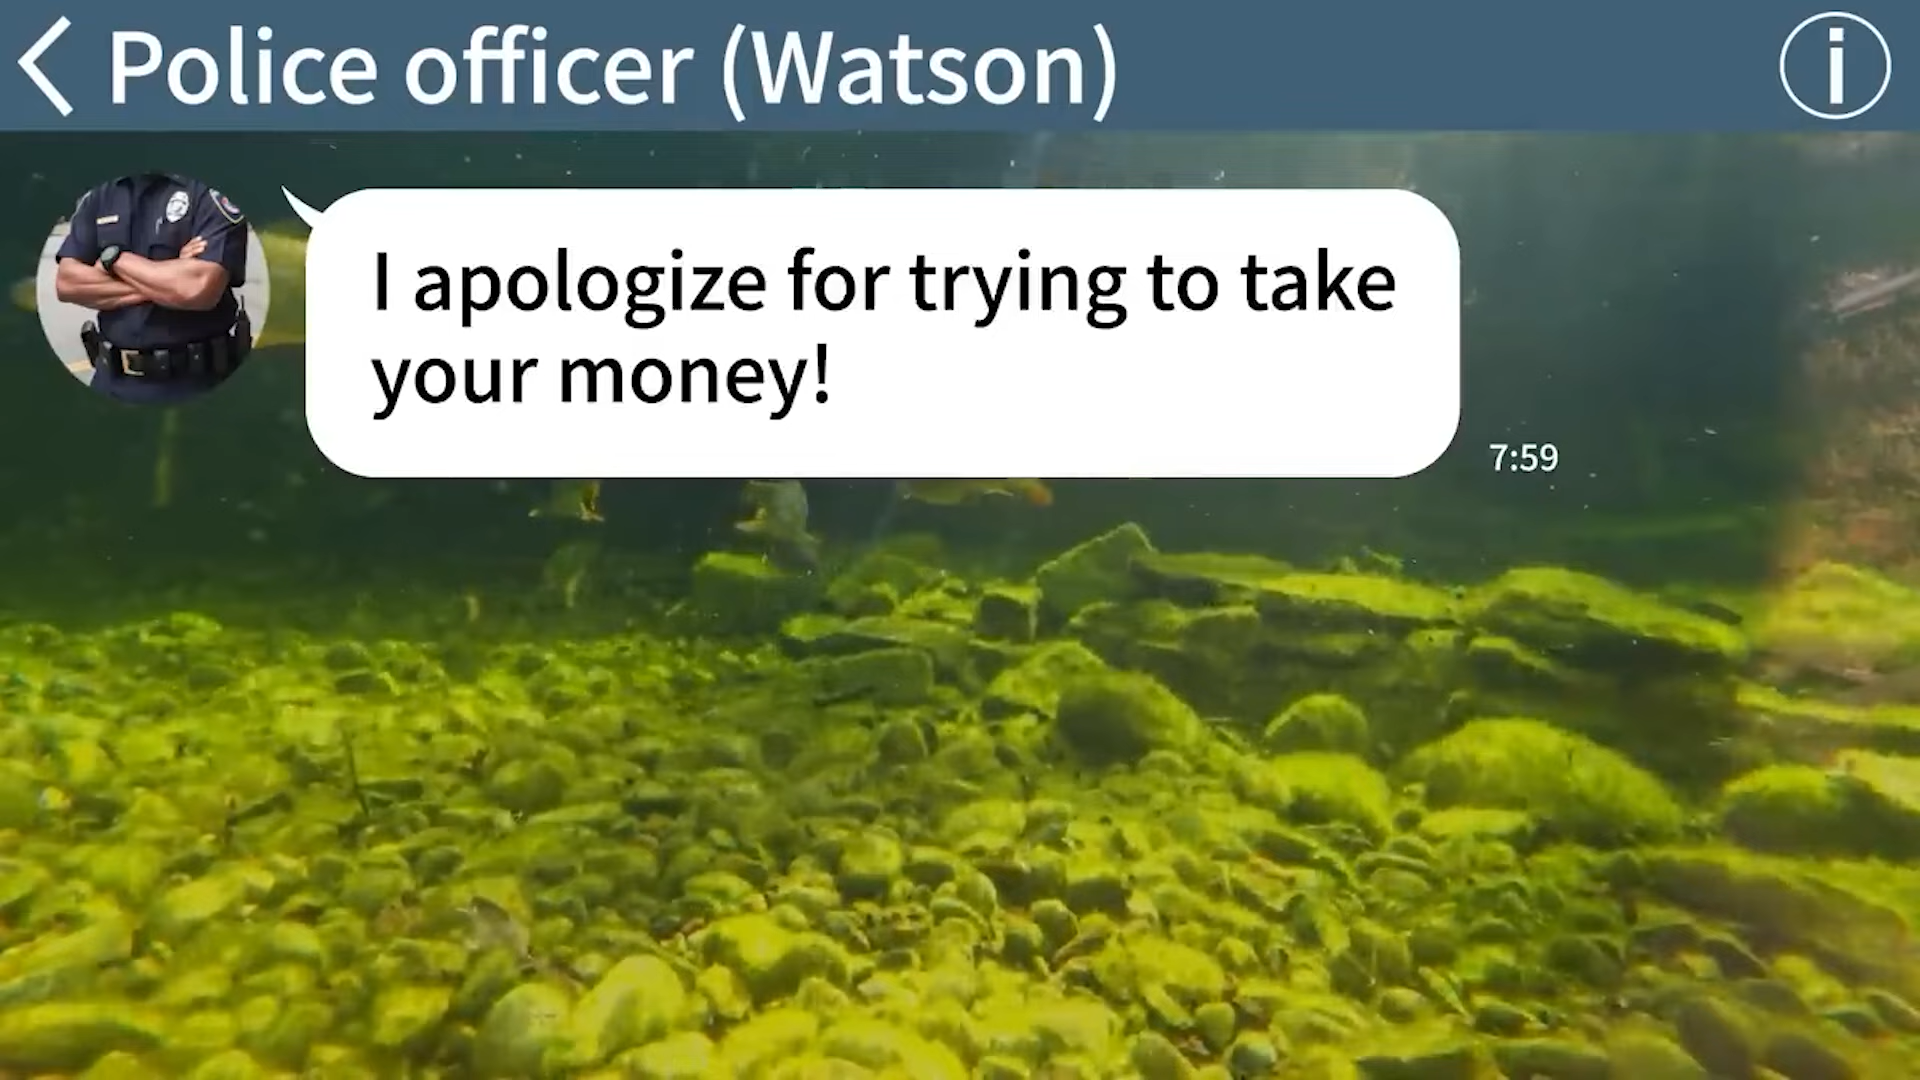 Police officer (Watson)
I apologize for trying to take
your money!
7:59